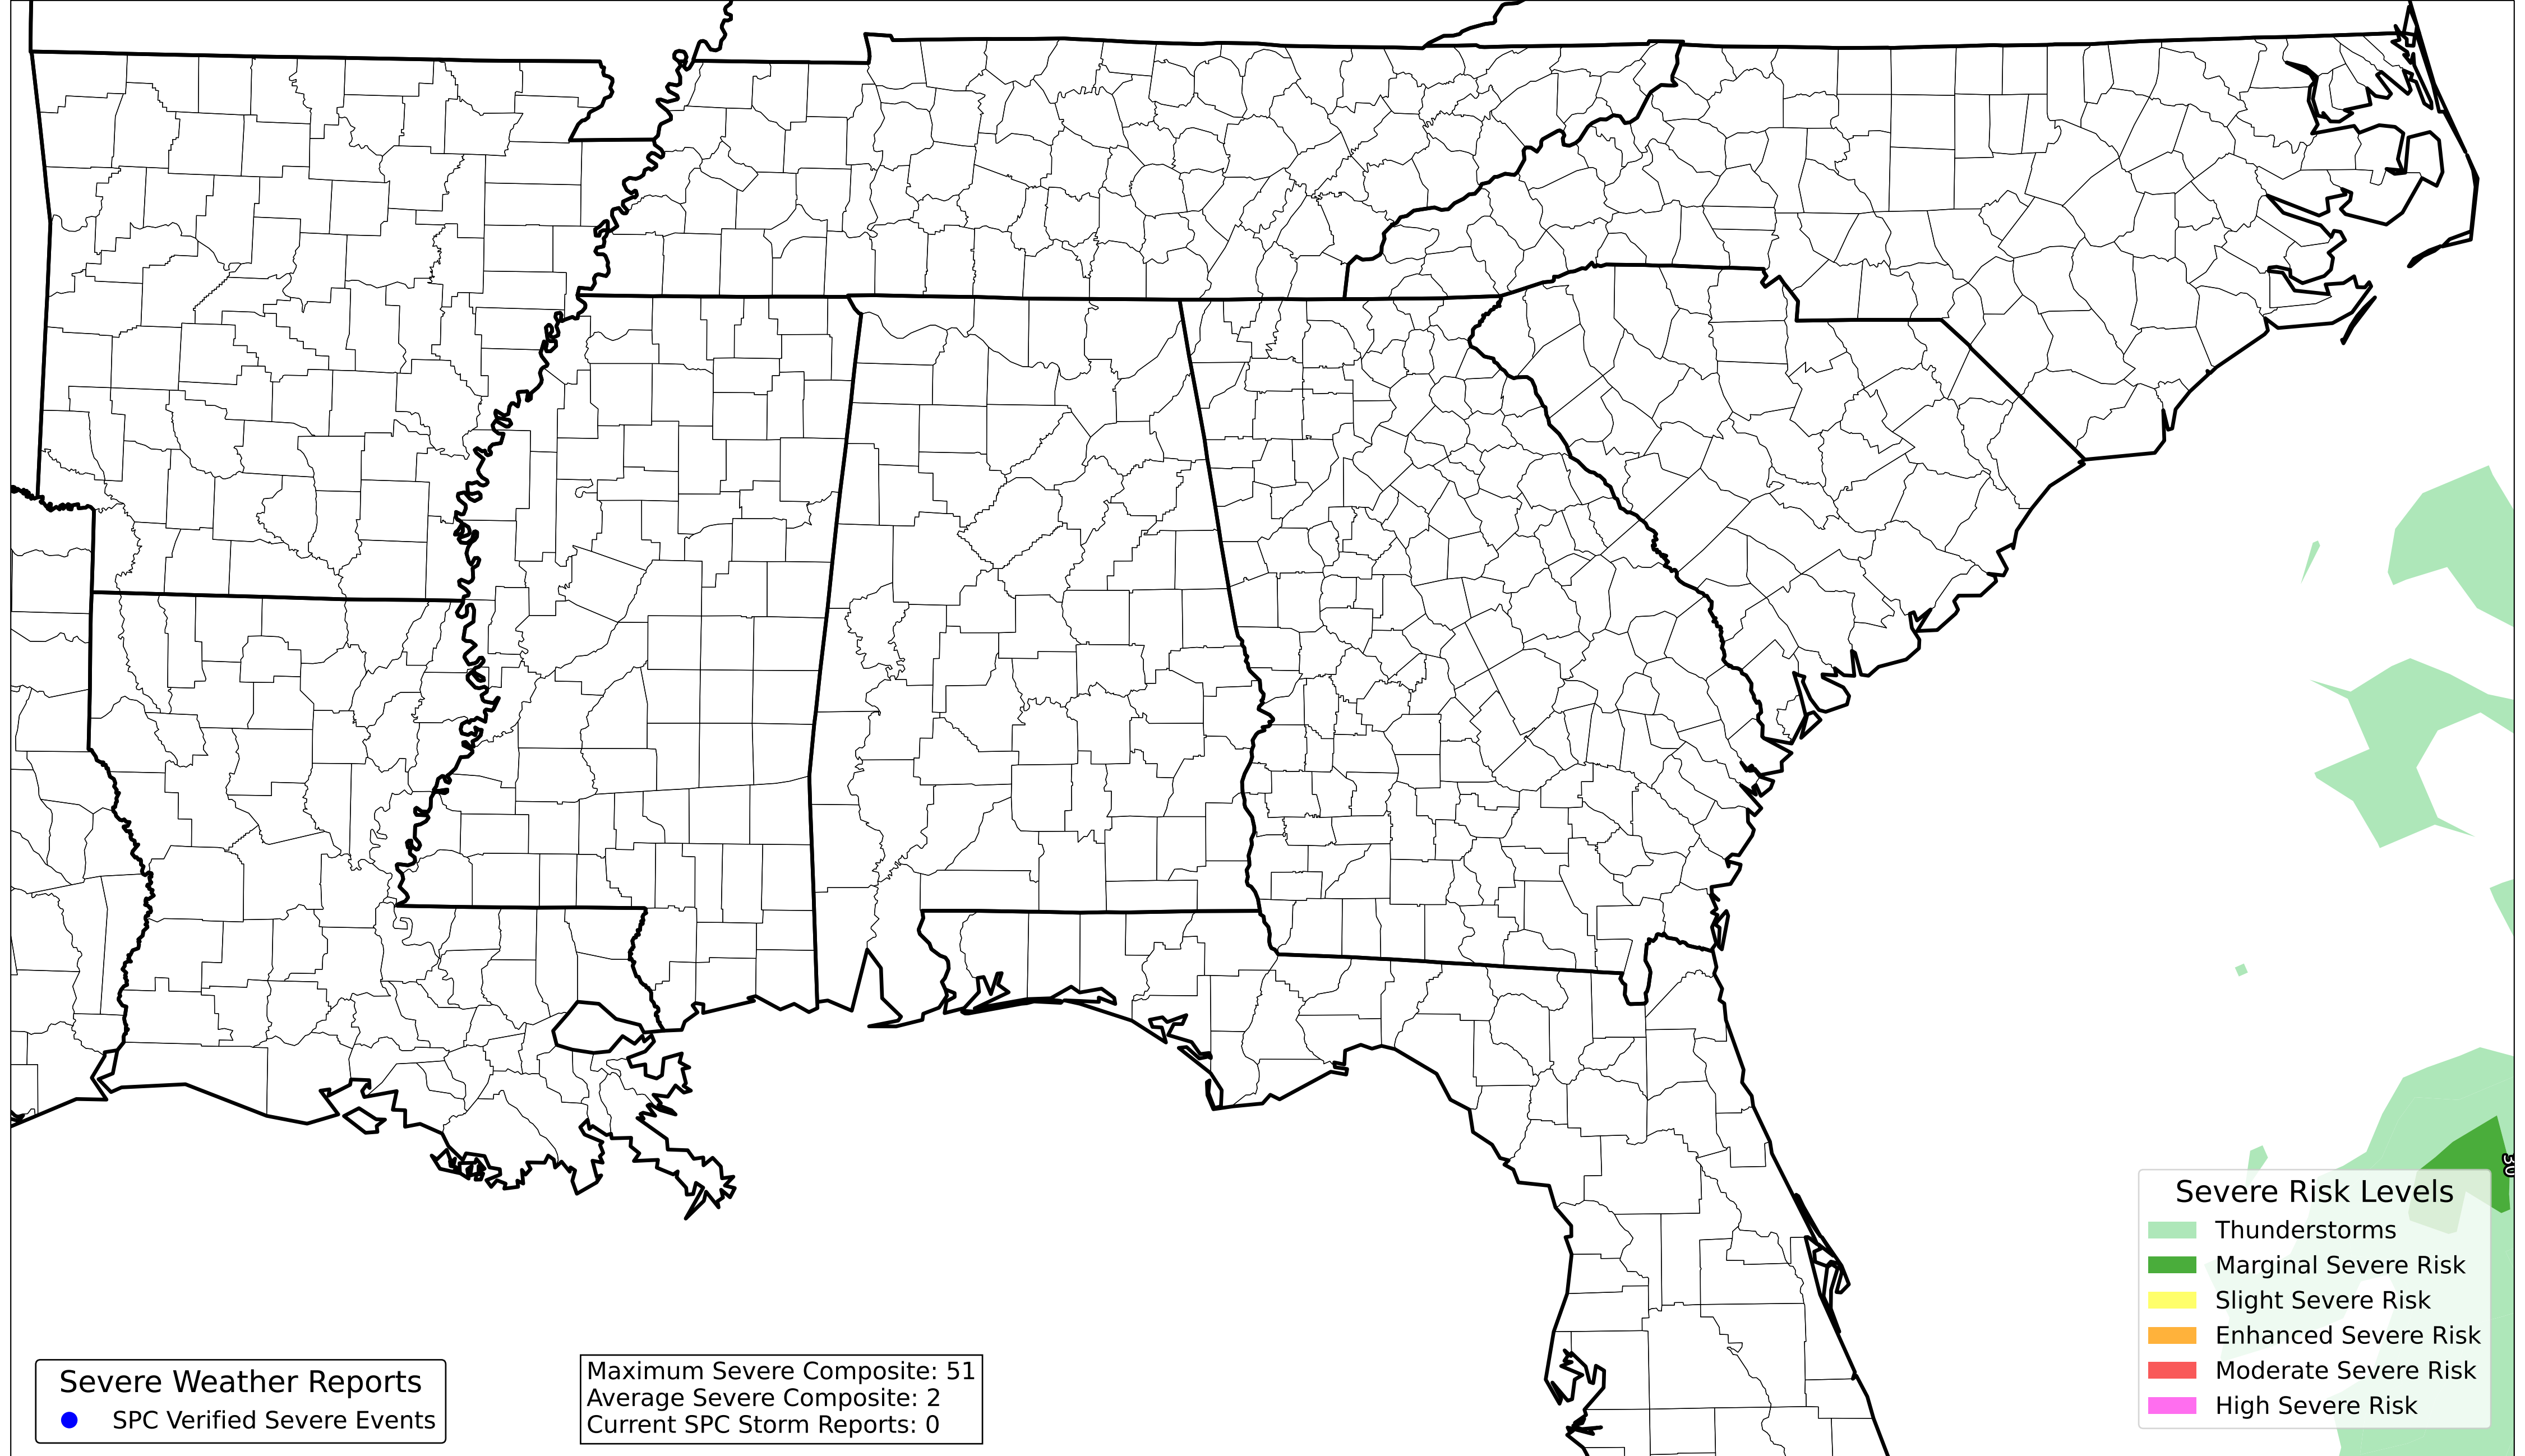 30
Severe Risk Levels
Thunderstorms
Marginal Severe Risk
Slight Severe Risk
Enhanced Severe Risk
Moderate Severe Risk
High Severe Risk
Severe Weather Reports
SPC Verified Severe Events
Maximum Severe Composite: 51
Average Severe Composite: 2
Current SPC Storm Reports: 0